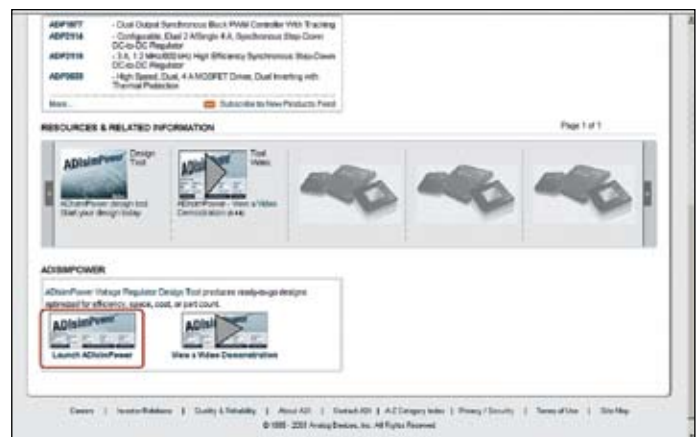 ADP1877 - Dual Output Synchronous Buck PWM Controller With Tracking
ADP2114 - Configurable, Dual 2 A/Single 4 A, Synchronous Step-Down
DC-to-DC Regulator
- 3 A, 1.2 MHz/600 kHz High Efficiency Synchronous Step-Down
DC-to-DC Regulator
- High Speed, Dual, 4 A MOSFET Driver, Dual Inverting with
Thermal Protection
More...
Subscribe to New Products Feed
RESOURCES & RELATED INFORMATION
Page 1 of 1
ADIsimPower
Design
Tool
ADIsimPower design tool
Start your design today
Tool
Video
ADIsimPower - View a Video
Demonstration
ADISIMPOWER
ADIsimPower Voltage Regulator Design Tool produces ready-to-go designs
optimized for efficiency, space, cost, or part count.
ADIsimPower
Launch ADIsimPower
View a Video Demonstration
Careers | Investor Relations | Quality & Reliability | About ADI | Contact ADI | A-Z Category Index | Privacy / Security | Terms of Use | Site Map
Analog Devices, Inc. All Rights Reserved